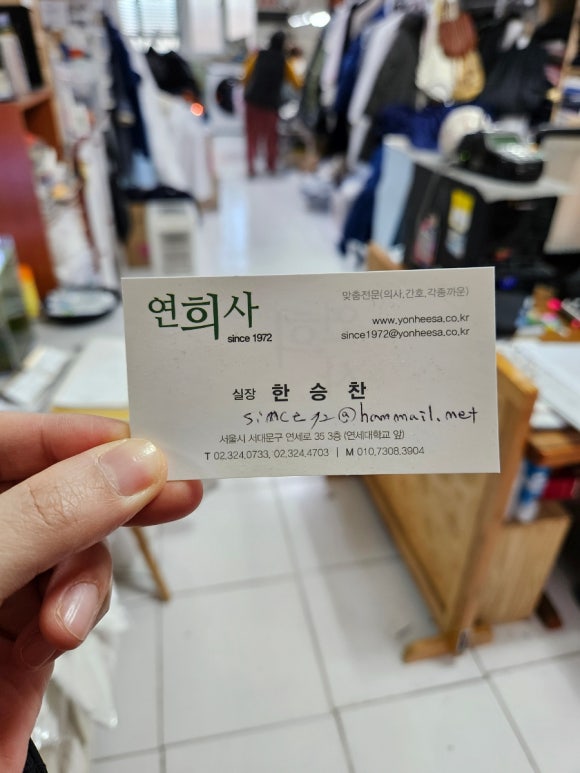 연희사
since 1972
맞춤전문(의사,간호,각종까운)
www.yonheesa.co.kr
since1972@yonheesa.co.kr
실장 한 승 찬
since72@hanmail.net
서울시 서대문구 연세로 35 3층 (연세대학교 앞)
T 02.324.0733, 02.324.4703 | M 010.7308.3904